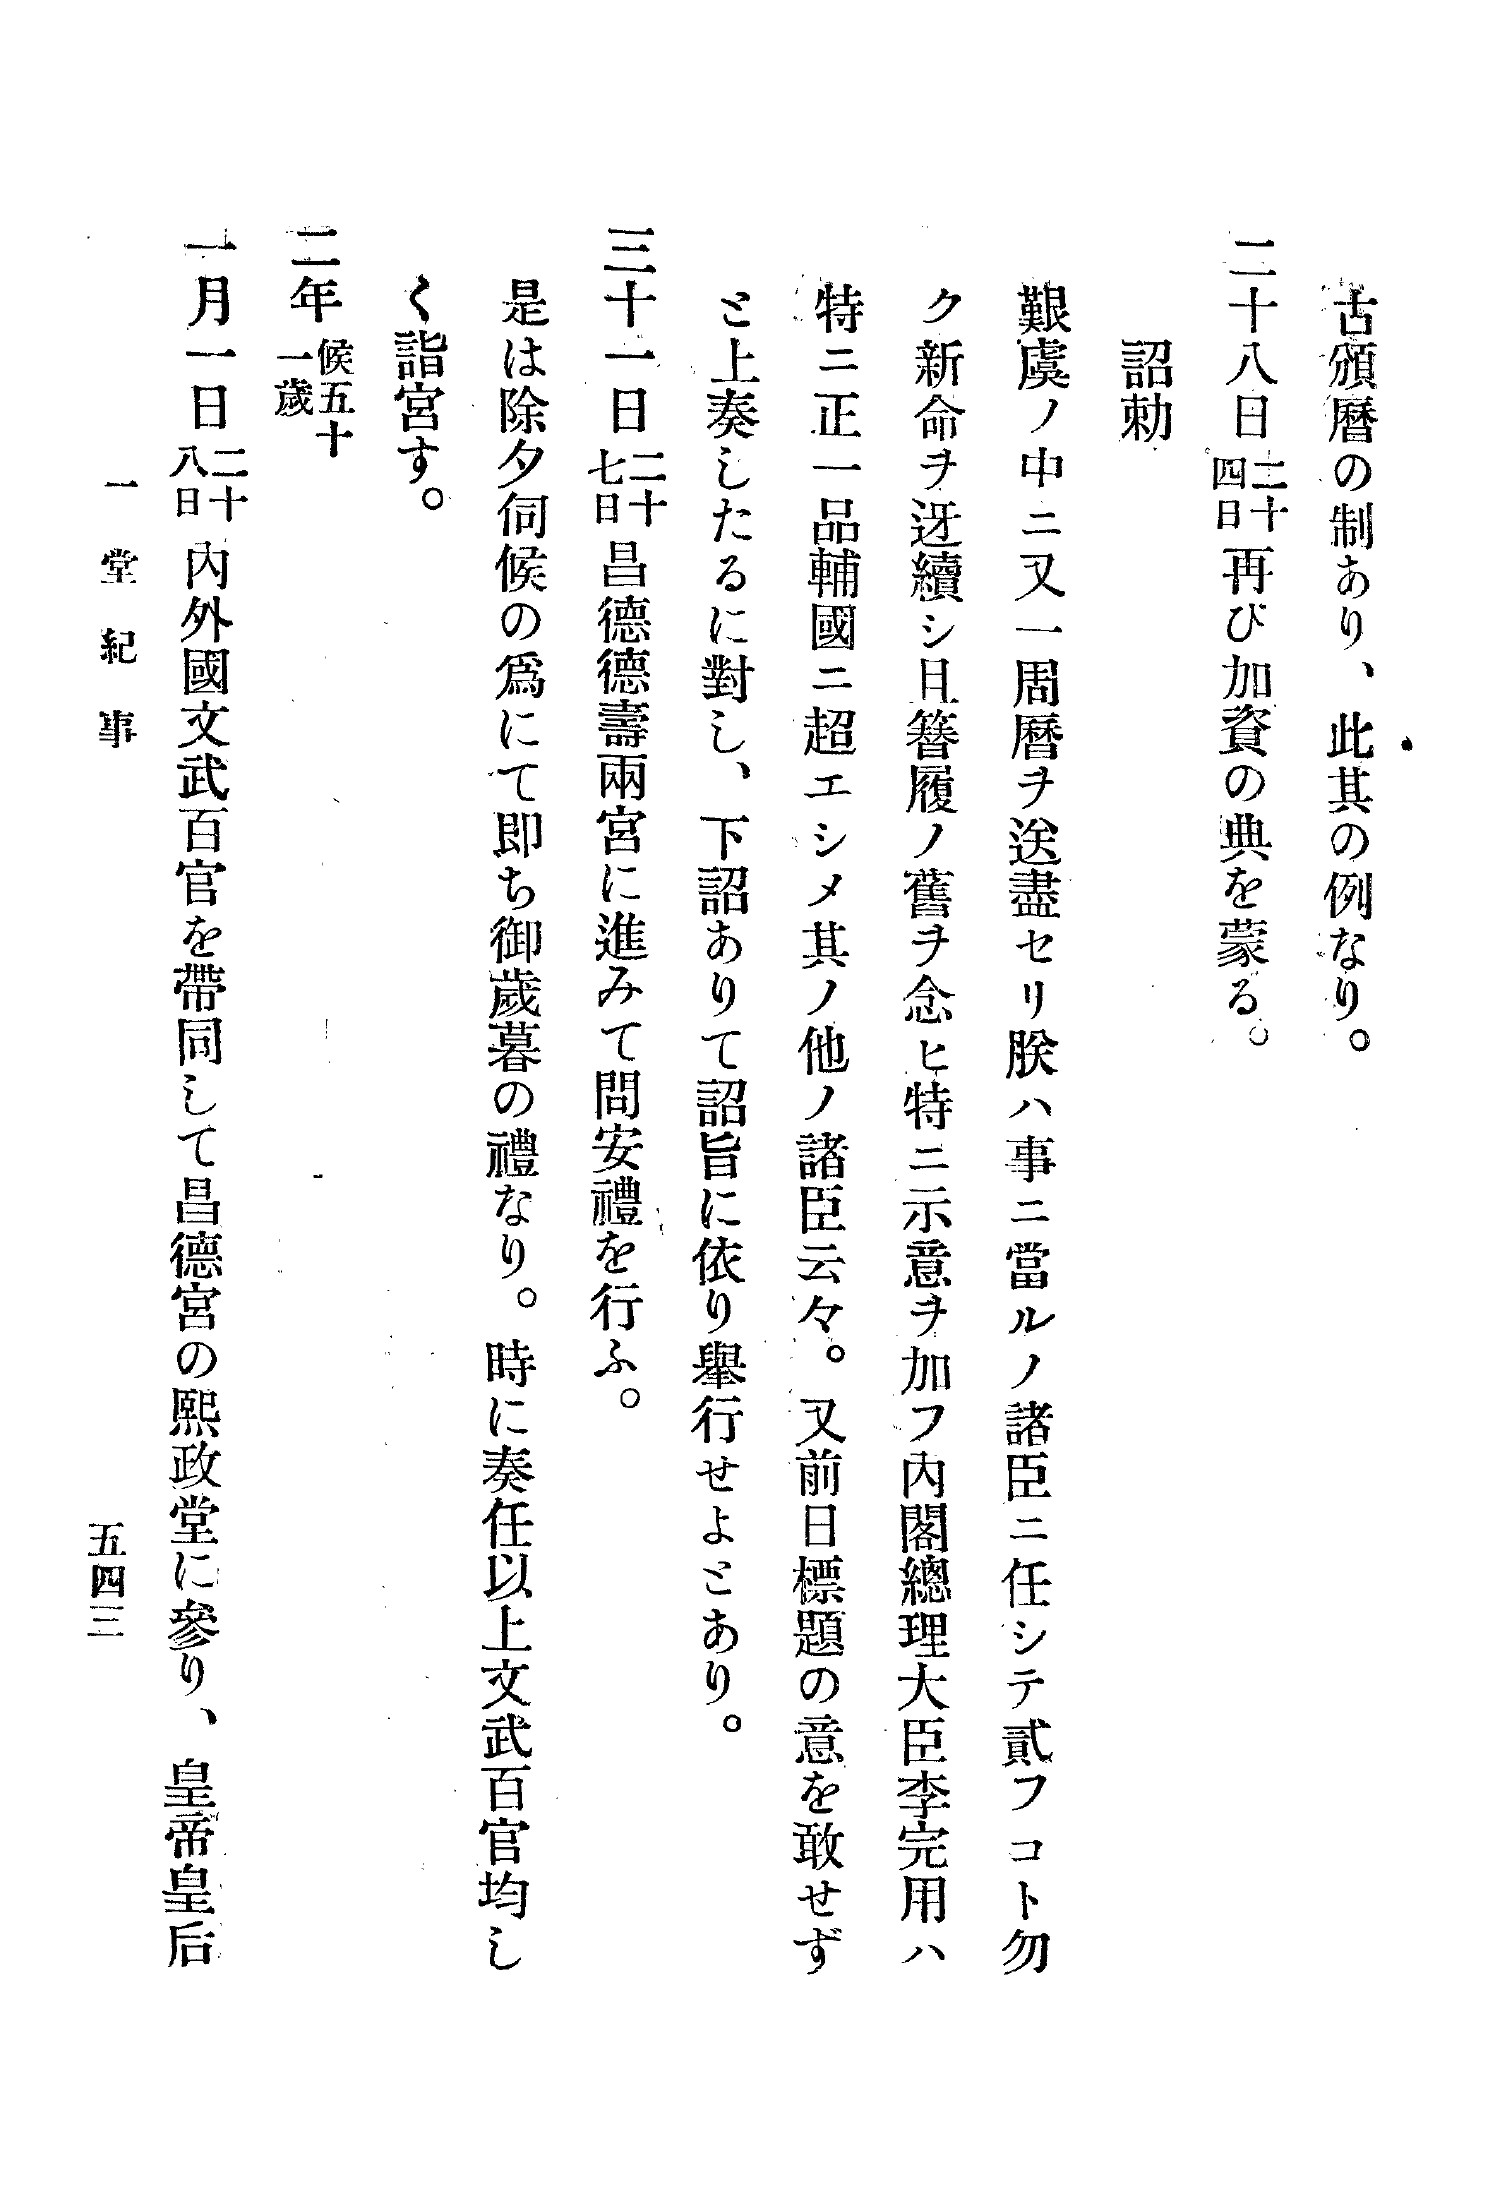 古頒曆の制あり、此其の例なり。
二十八日二十四日再び加資の典を蒙る。
詔勅
艱虞ノ中ニ又一周曆ヲ送盡セリ朕ハ事ニ當ルノ諸臣ニ任シテ貳フコト勿
ク新命ヲ迓續シ且簪履ノ舊ヲ念ヒ特ニ示意ヲ加フ內閣總理大臣李完用ハ
特ニ正一品輔國ニ超エシメ其ノ他ノ諸臣云々。又前日標題の意を敢せず
と上奏したるに對し、下詔ありて詔旨に依り擧行せよとあり。
三十一日二十七日昌德德壽兩宮に進みて問安禮を行ふ。
是は除夕伺候の爲にて即ち御歲暮の禮なり。時に奏任以上文武百官均し
く詣宮す。
二年候五十一歲
一月一日二十八日內外國文武百官を帶同して昌德宮の熙政堂に參り、皇帝皇后
一堂紀事
五四三